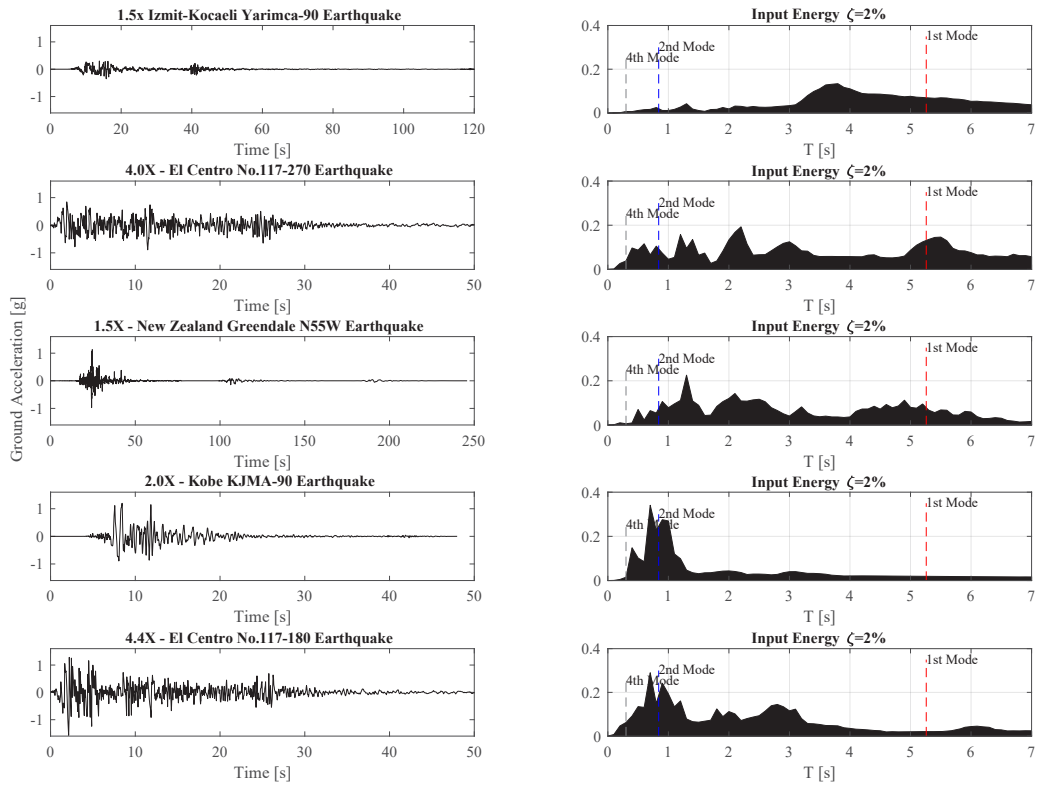 1.5x Izmit-Kocaeli Yarimca-90 Earthquake
1
0
-1
0 20 40 60 80 100 120
Time [s]
Input Energy ζ=2%
0.4
0.2
0
4th Mode
2nd Mode
1st Mode
0 1 2 3 4 5 6 7
T [s]
4.0X - El Centro No.117-270 Earthquake
1
0
-1
0 10 20 30 40 50
Time [s]
Input Energy ζ=2%
0.4
0.2
0
4th Mode
2nd Mode
1st Mode
0 1 2 3 4 5 6 7
T [s]
Ground Acceleration [g]
1.5X - New Zealand Greendale N55W Earthquake
1
0
-1
0 50 100 150 200 250
Time [s]
Input Energy ζ=2%
0.4
0.2
0
4th Mode
2nd Mode
1st Mode
0 1 2 3 4 5 6 7
T [s]
2.0X - Kobe KJMA-90 Earthquake
1
0
-1
0 10 20 30 40 50
Time [s]
Input Energy ζ=2%
0.4
0.2
0
4th Mode
2nd Mode
1st Mode
0 1 2 3 4 5 6 7
T [s]
4.4X - El Centro No.117-180 Earthquake
1
0
-1
0 10 20 30 40 50
Time [s]
Input Energy ζ=2%
0.4
0.2
0
4th Mode
2nd Mode
1st Mode
0 1 2 3 4 5 6 7
T [s]